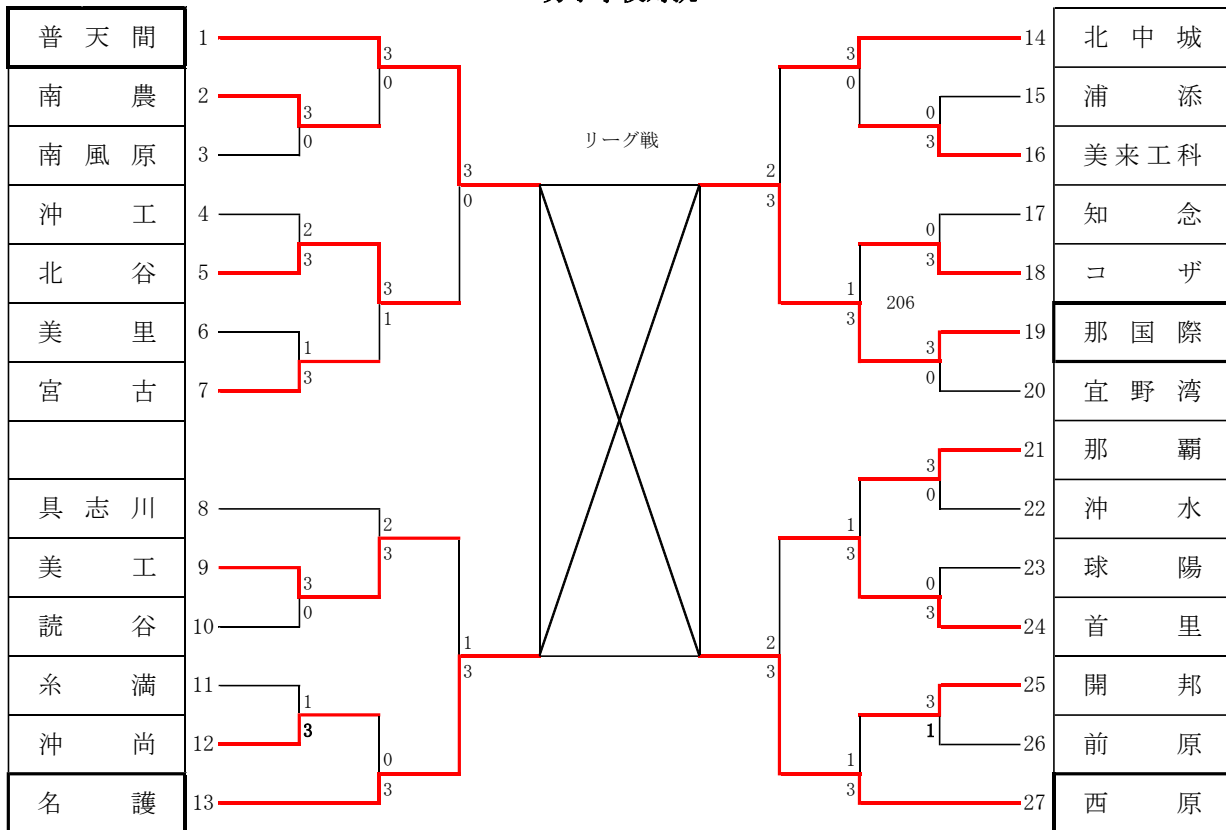 普天間 1
南農 2
南風原 3
沖工 4
北谷 5
美里 6
宮古 7
具志川 8
美工 9
読谷 10
糸満 11
沖尚 12
名護 13
3
0
2
3
1
3
3
0
1
3
3
0
3
1
2
3
0
3
3
0
1
3
リーグ戦
2
3
2
3
3
0
1
3
206
1
3
1
3
0
3
0
3
3
0
3
0
0
3
3
1
14 北中城
15 浦添
16 美来工科
17 知念
18 コザ
19 那国際
20 宜野湾
21 那覇
22 沖水
23 球陽
24 首里
25 開邦
26 前原
27 西原